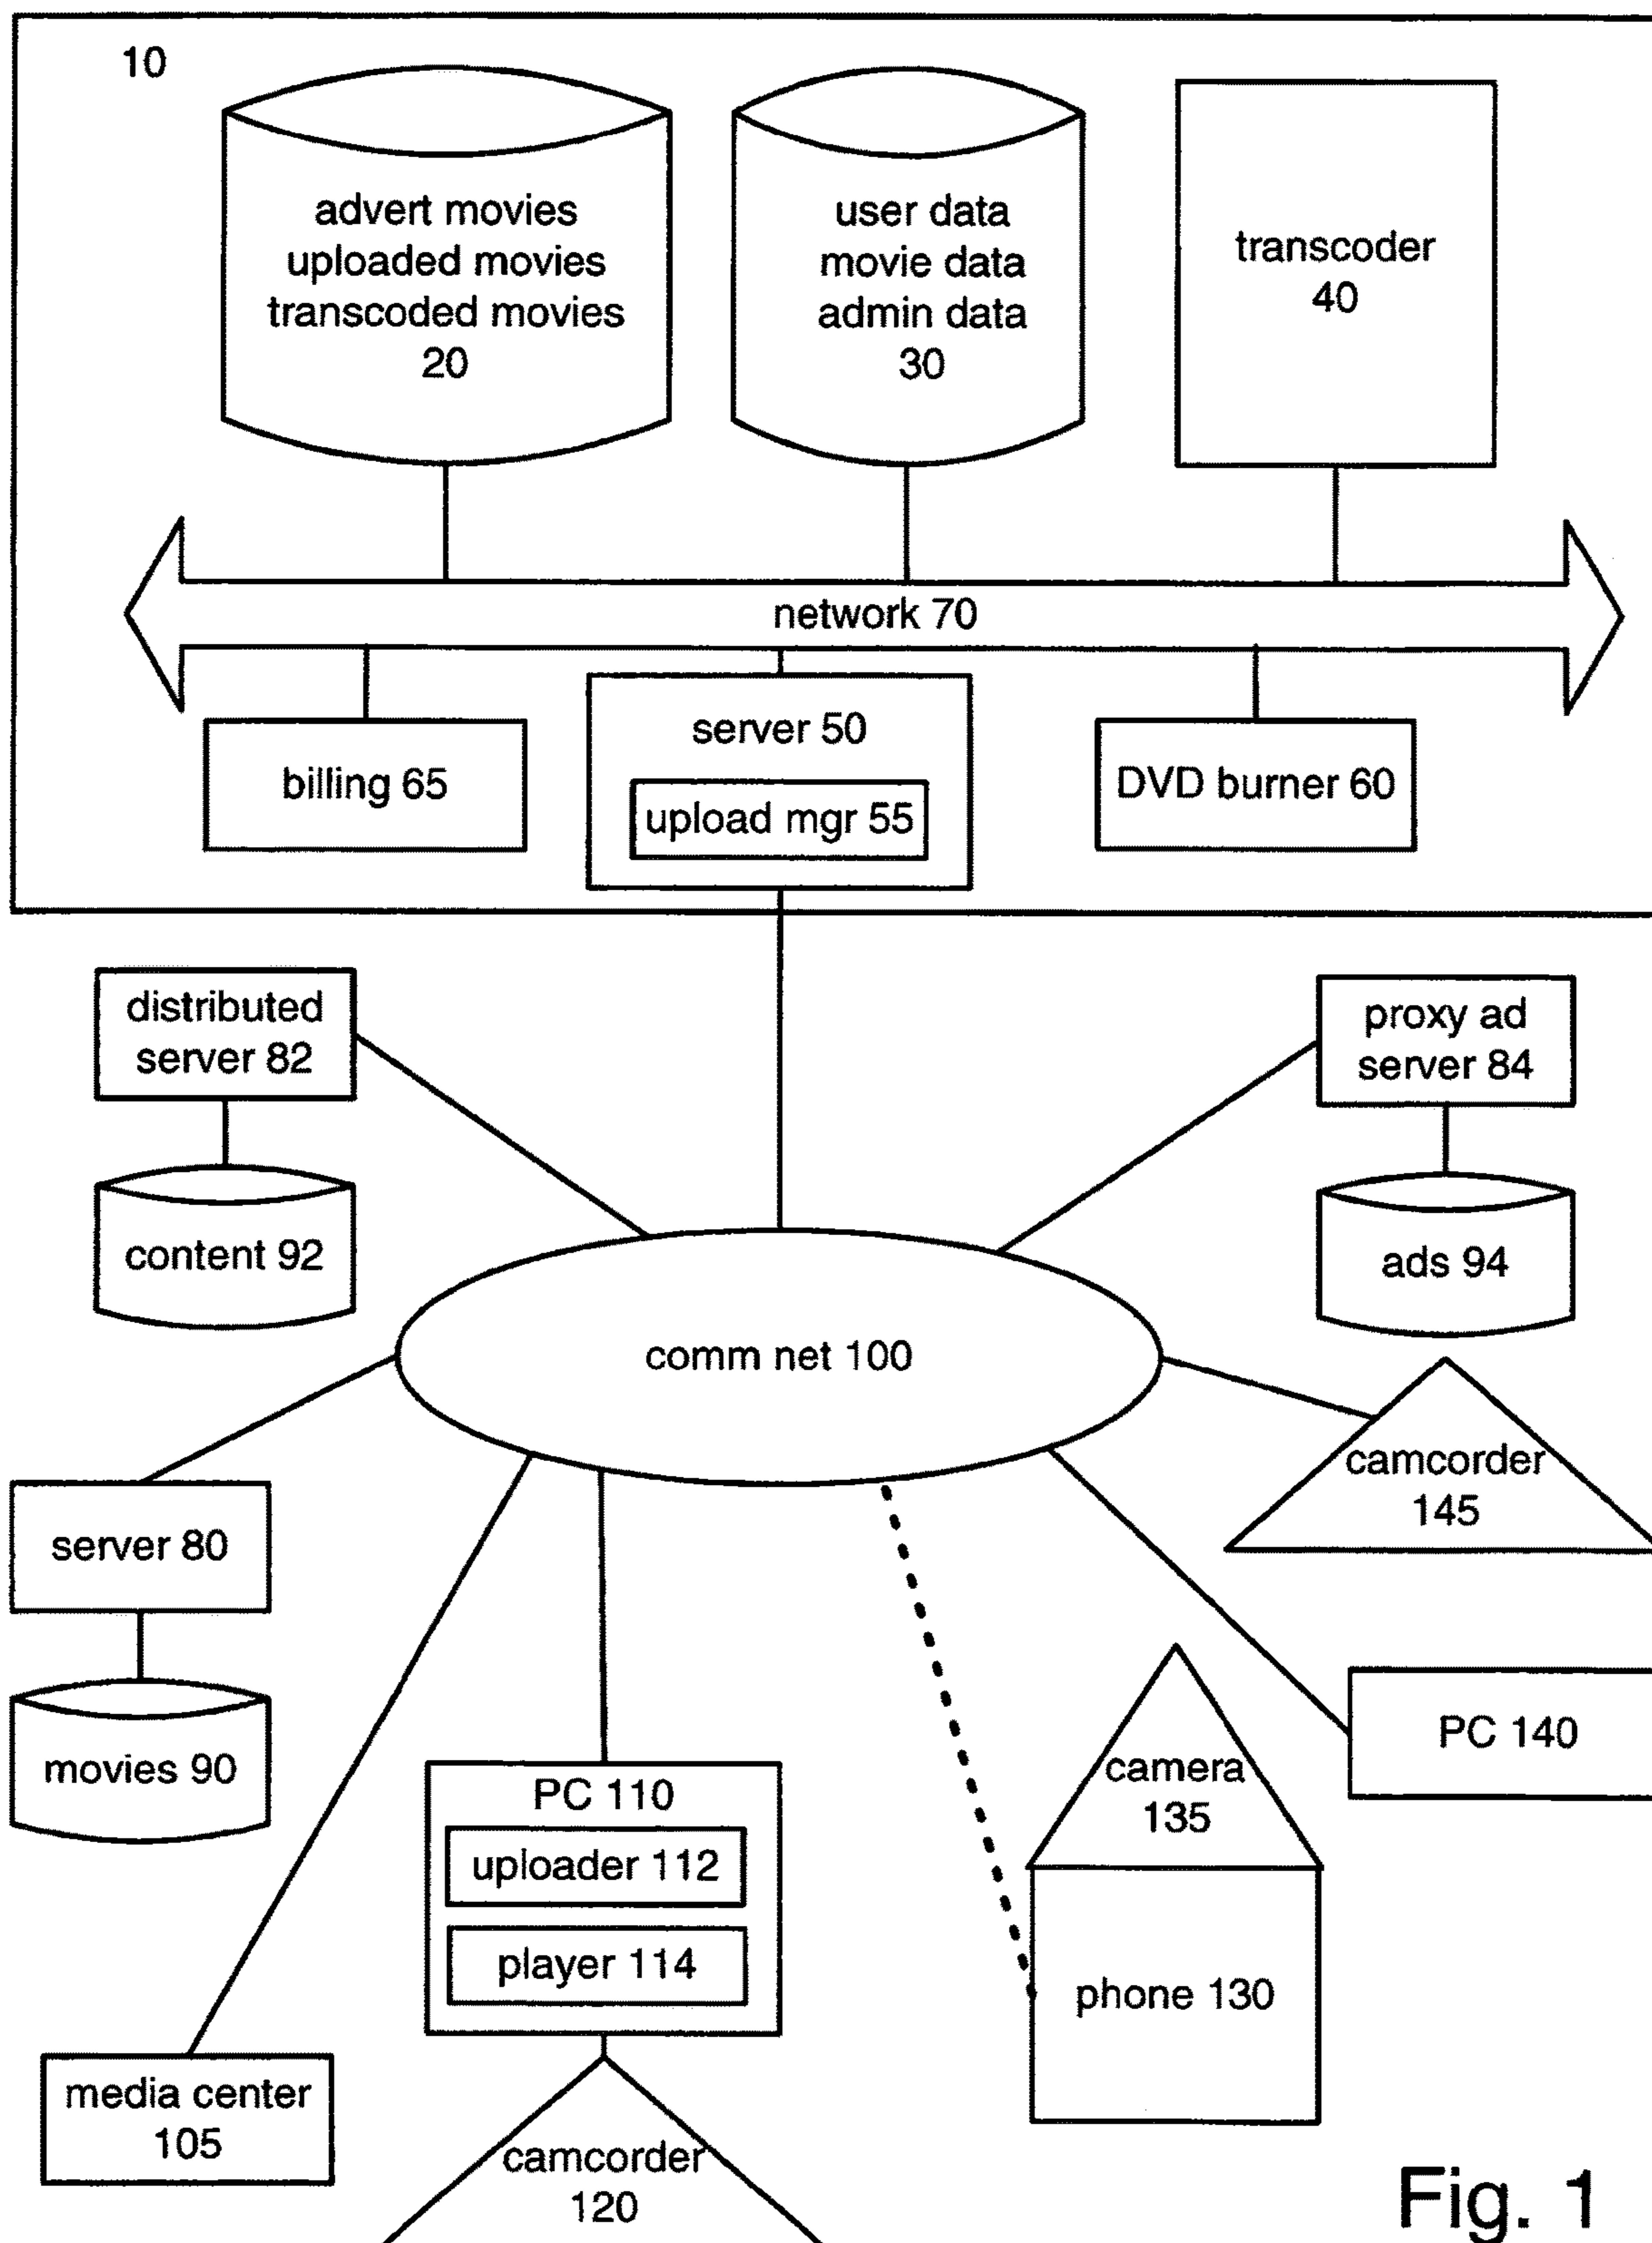 10
advert movies
uploaded movies
transcoded movies
20
user data
movie data
admin data
30
transcoder
40
network 70
billing 65
server 50
upload mgr 55
DVD burner 60
distributed
server 82
content 92
proxy ad
server 84
ads 94
comm net 100
camcorder
145
server 80
movies 90
PC 140
camera
135
phone 130
PC 110
uploader 112
player 114
media center
105
camcorder
120
Fig. 1